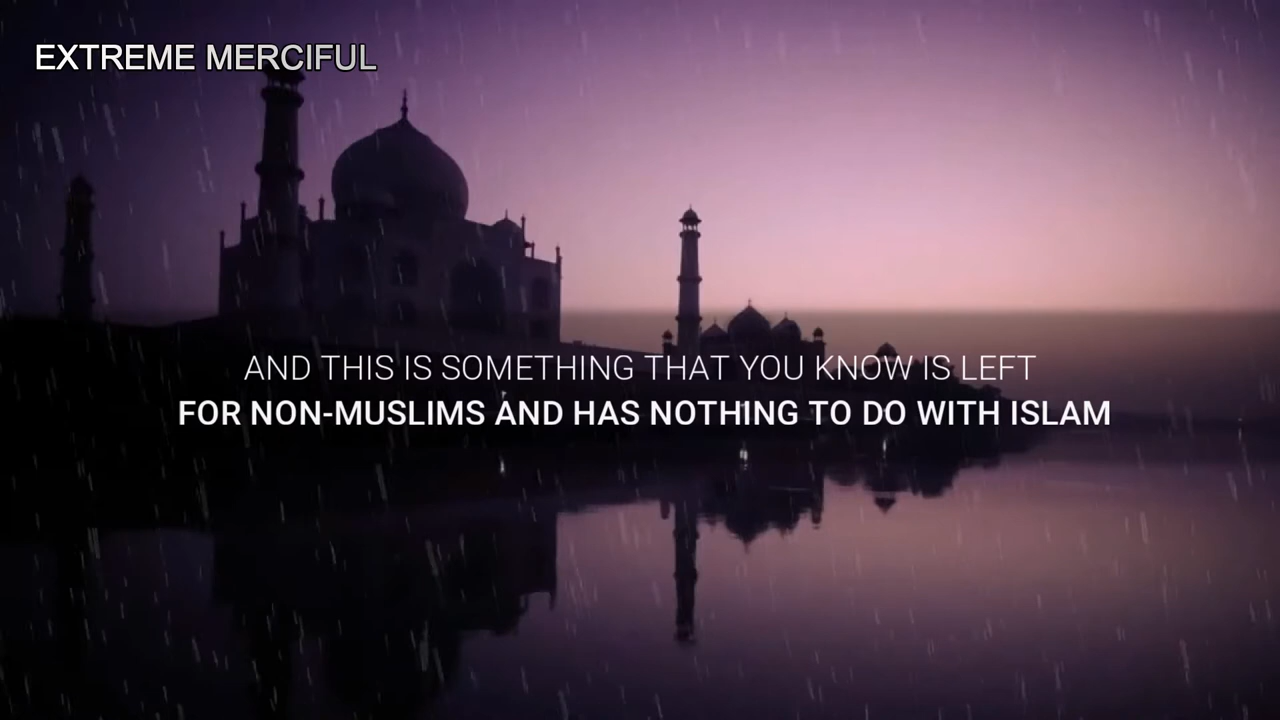 EXTREME MERCIFUL
AND THIS IS SOMETHING THAT YOU KNOW IS LEFT
FOR NON-MUSLIMS AND HAS NOTHING TO DO WITH ISLAM